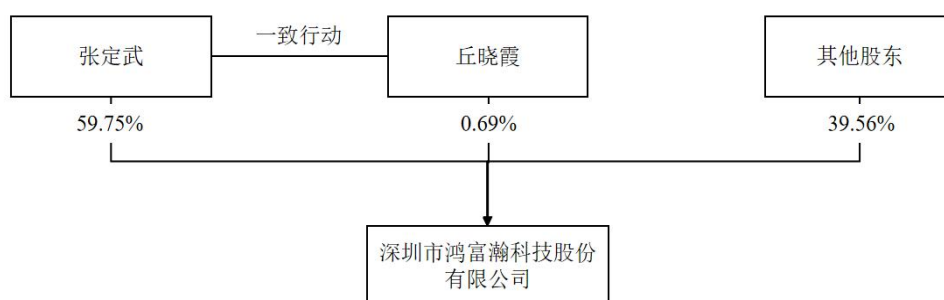 一致行动
张定武
丘晓霞
其他股东
59.75%
0.69%
39.56%
深圳市鸿富瀚科技股份
有限公司